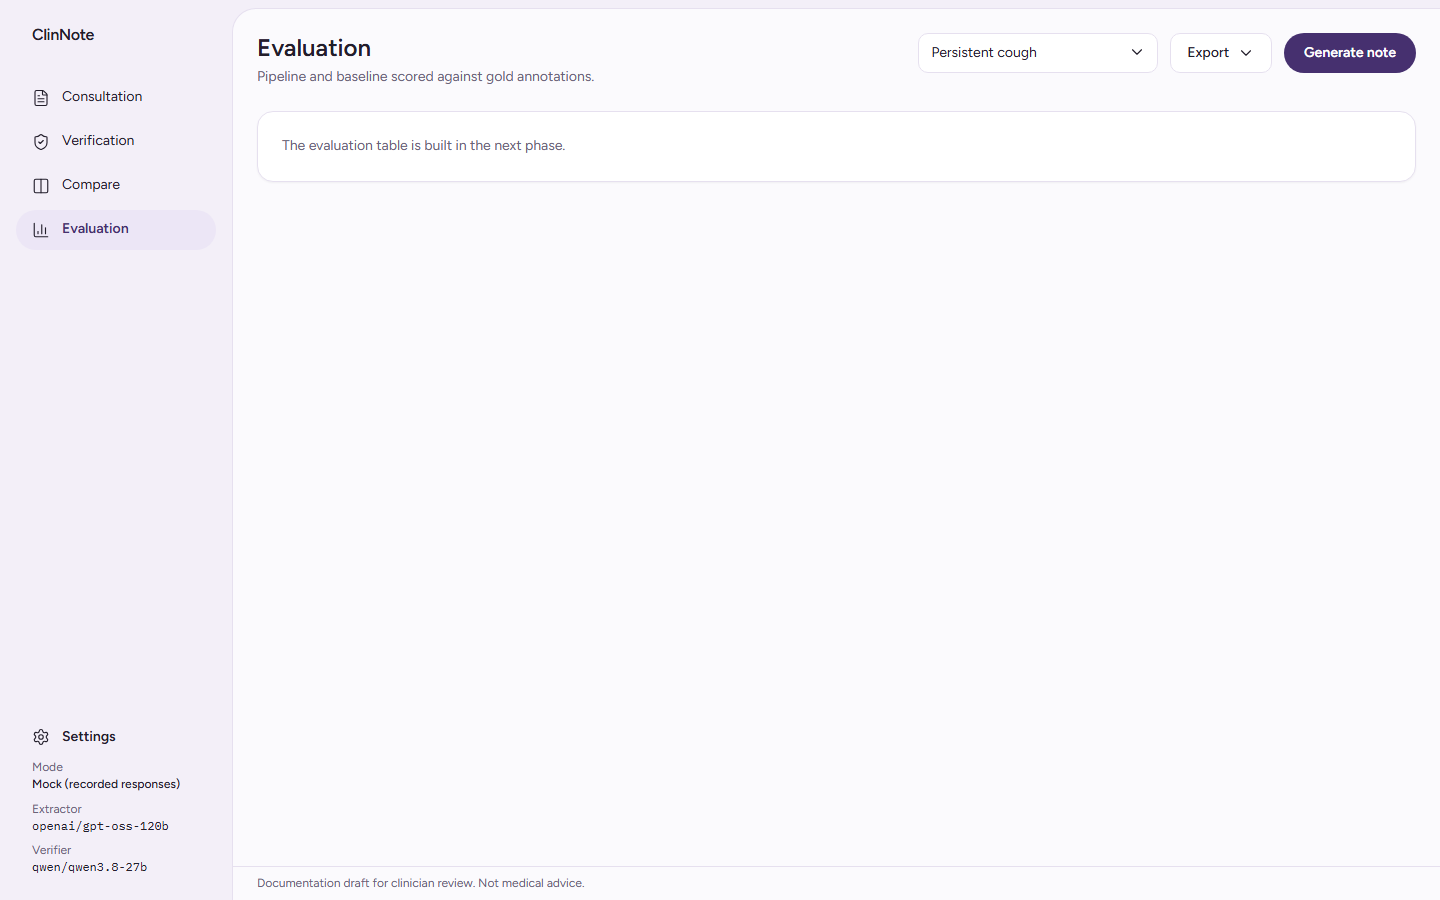 ClinNote
Consultation
Verification
Compare
Evaluation
Settings
Mode
Mock (recorded responses)
Extractor
openai/gpt-oss-120b
Verifier
qwen/qwen3.8-27b
Evaluation
Pipeline and baseline scored against gold annotations.
Persistent cough
Export
Generate note
The evaluation table is built in the next phase.
Documentation draft for clinician review. Not medical advice.